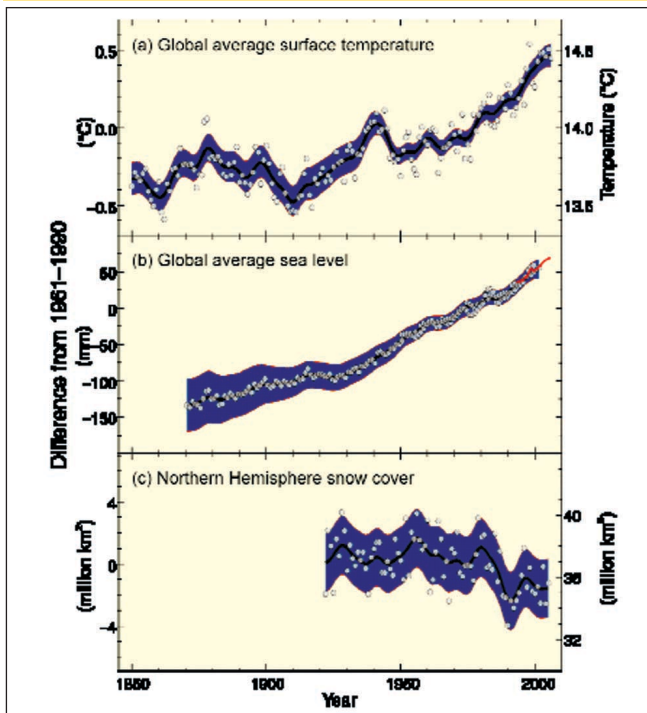 (a) Global average surface temperature
0.5
0.0
−0.5
(°C)
14.5
14.0
13.5
Temperature (°C)
Difference from 1961–1990
(b) Global average sea level
50
0
−50
−100
−150
(mm)
(c) Northern Hemisphere snow cover
4
0
−4
(million km²)
40
36
32
(million km²)
1850
1900
1950
2000
Year